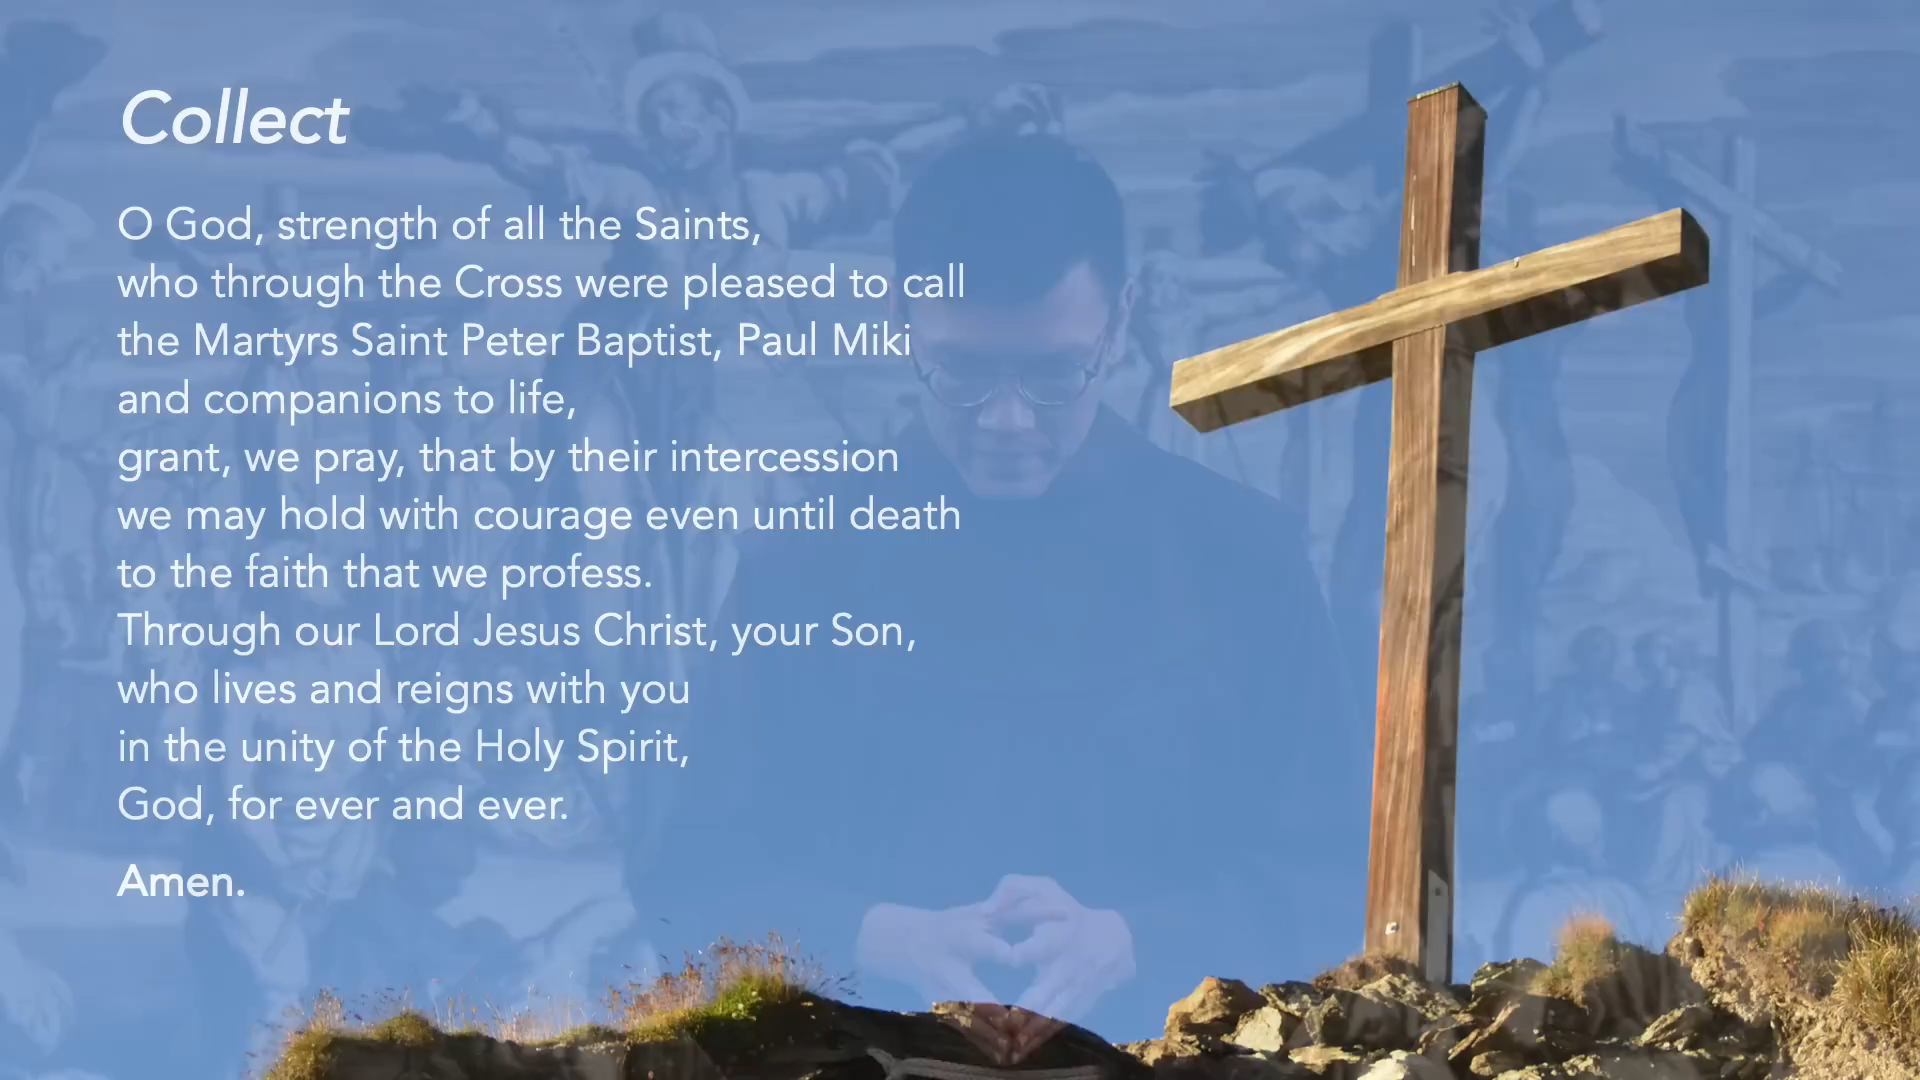 Collect
O God, strength of all the Saints,
who through the Cross were pleased to call
the Martyrs Saint Peter Baptist, Paul Miki
and companions to life,
grant, we pray, that by their intercession
we may hold with courage even until death
to the faith that we profess.
Through our Lord Jesus Christ, your Son,
who lives and reigns with you
in the unity of the Holy Spirit,
God, for ever and ever.
Amen.